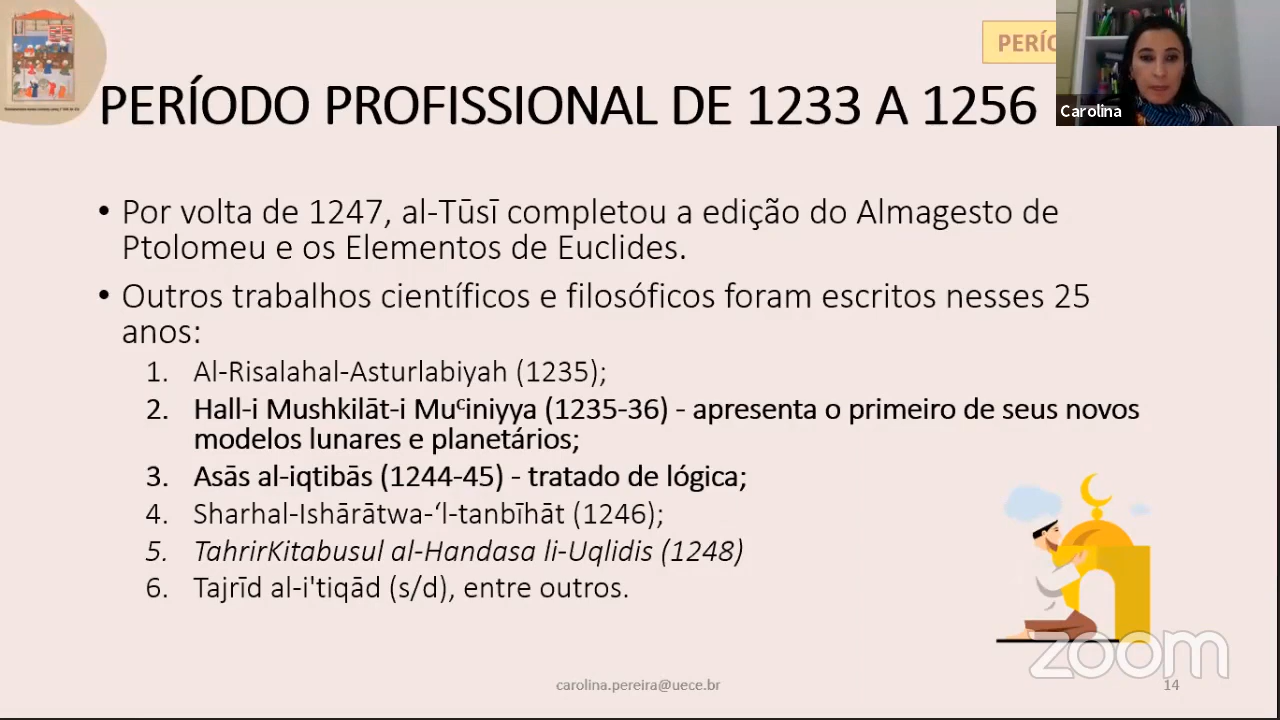 PERÍO
PERÍODO PROFISSIONAL DE 1233 A 1256
Carolina
• Por volta de 1247, al-Tūsī completou a edição do Almagesto de
Ptolomeu e os Elementos de Euclides.
• Outros trabalhos científicos e filosóficos foram escritos nesses 25
anos:
1. Al-Risalahal-Asturlabiyah (1235);
2. Hall-i Mushkilāt-i Muᶜiniyya (1235-36) - apresenta o primeiro de seus novos
modelos lunares e planetários;
3. Asās al-iqtibās (1244-45) - tratado de lógica;
4. Sharhal-Ishārātwa-‘l-tanbīhāt (1246);
5. TahrirKitabusul al-Handasa li-Uqlidis (1248)
6. Tajrīd al-i'tiqād (s/d), entre outros.
zoom
carolina.pereira@uece.br
14